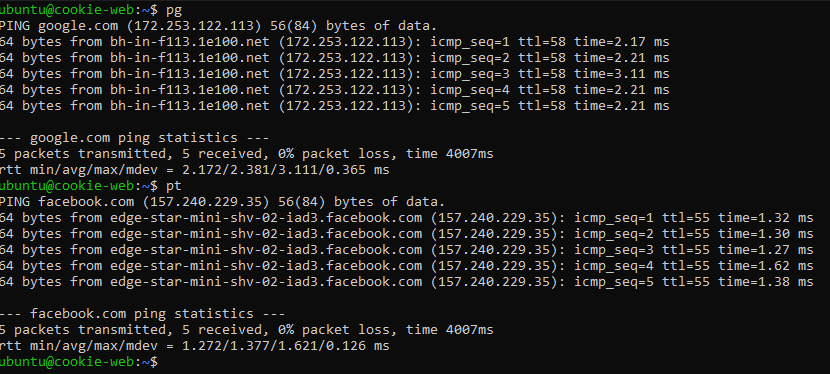 ubuntu@cookie-web:~$ pg
PING google.com (172.253.122.113) 56(84) bytes of data.
64 bytes from bh-in-f113.1e100.net (172.253.122.113): icmp_seq=1 ttl=58 time=2.17 ms
64 bytes from bh-in-f113.1e100.net (172.253.122.113): icmp_seq=2 ttl=58 time=2.21 ms
64 bytes from bh-in-f113.1e100.net (172.253.122.113): icmp_seq=3 ttl=58 time=3.11 ms
64 bytes from bh-in-f113.1e100.net (172.253.122.113): icmp_seq=4 ttl=58 time=2.21 ms
64 bytes from bh-in-f113.1e100.net (172.253.122.113): icmp_seq=5 ttl=58 time=2.21 ms
--- google.com ping statistics ---
5 packets transmitted, 5 received, 0% packet loss, time 4007ms
rtt min/avg/max/mdev = 2.172/2.381/3.111/0.365 ms
ubuntu@cookie-web:~$ pt
PING facebook.com (157.240.229.35) 56(84) bytes of data.
64 bytes from edge-star-mini-shv-02-iad3.facebook.com (157.240.229.35): icmp_seq=1 ttl=55 time=1.32 ms
64 bytes from edge-star-mini-shv-02-iad3.facebook.com (157.240.229.35): icmp_seq=2 ttl=55 time=1.30 ms
64 bytes from edge-star-mini-shv-02-iad3.facebook.com (157.240.229.35): icmp_seq=3 ttl=55 time=1.27 ms
64 bytes from edge-star-mini-shv-02-iad3.facebook.com (157.240.229.35): icmp_seq=4 ttl=55 time=1.62 ms
64 bytes from edge-star-mini-shv-02-iad3.facebook.com (157.240.229.35): icmp_seq=5 ttl=55 time=1.38 ms
--- facebook.com ping statistics ---
5 packets transmitted, 5 received, 0% packet loss, time 4007ms
rtt min/avg/max/mdev = 1.272/1.377/1.621/0.126 ms
ubuntu@cookie-web:~$